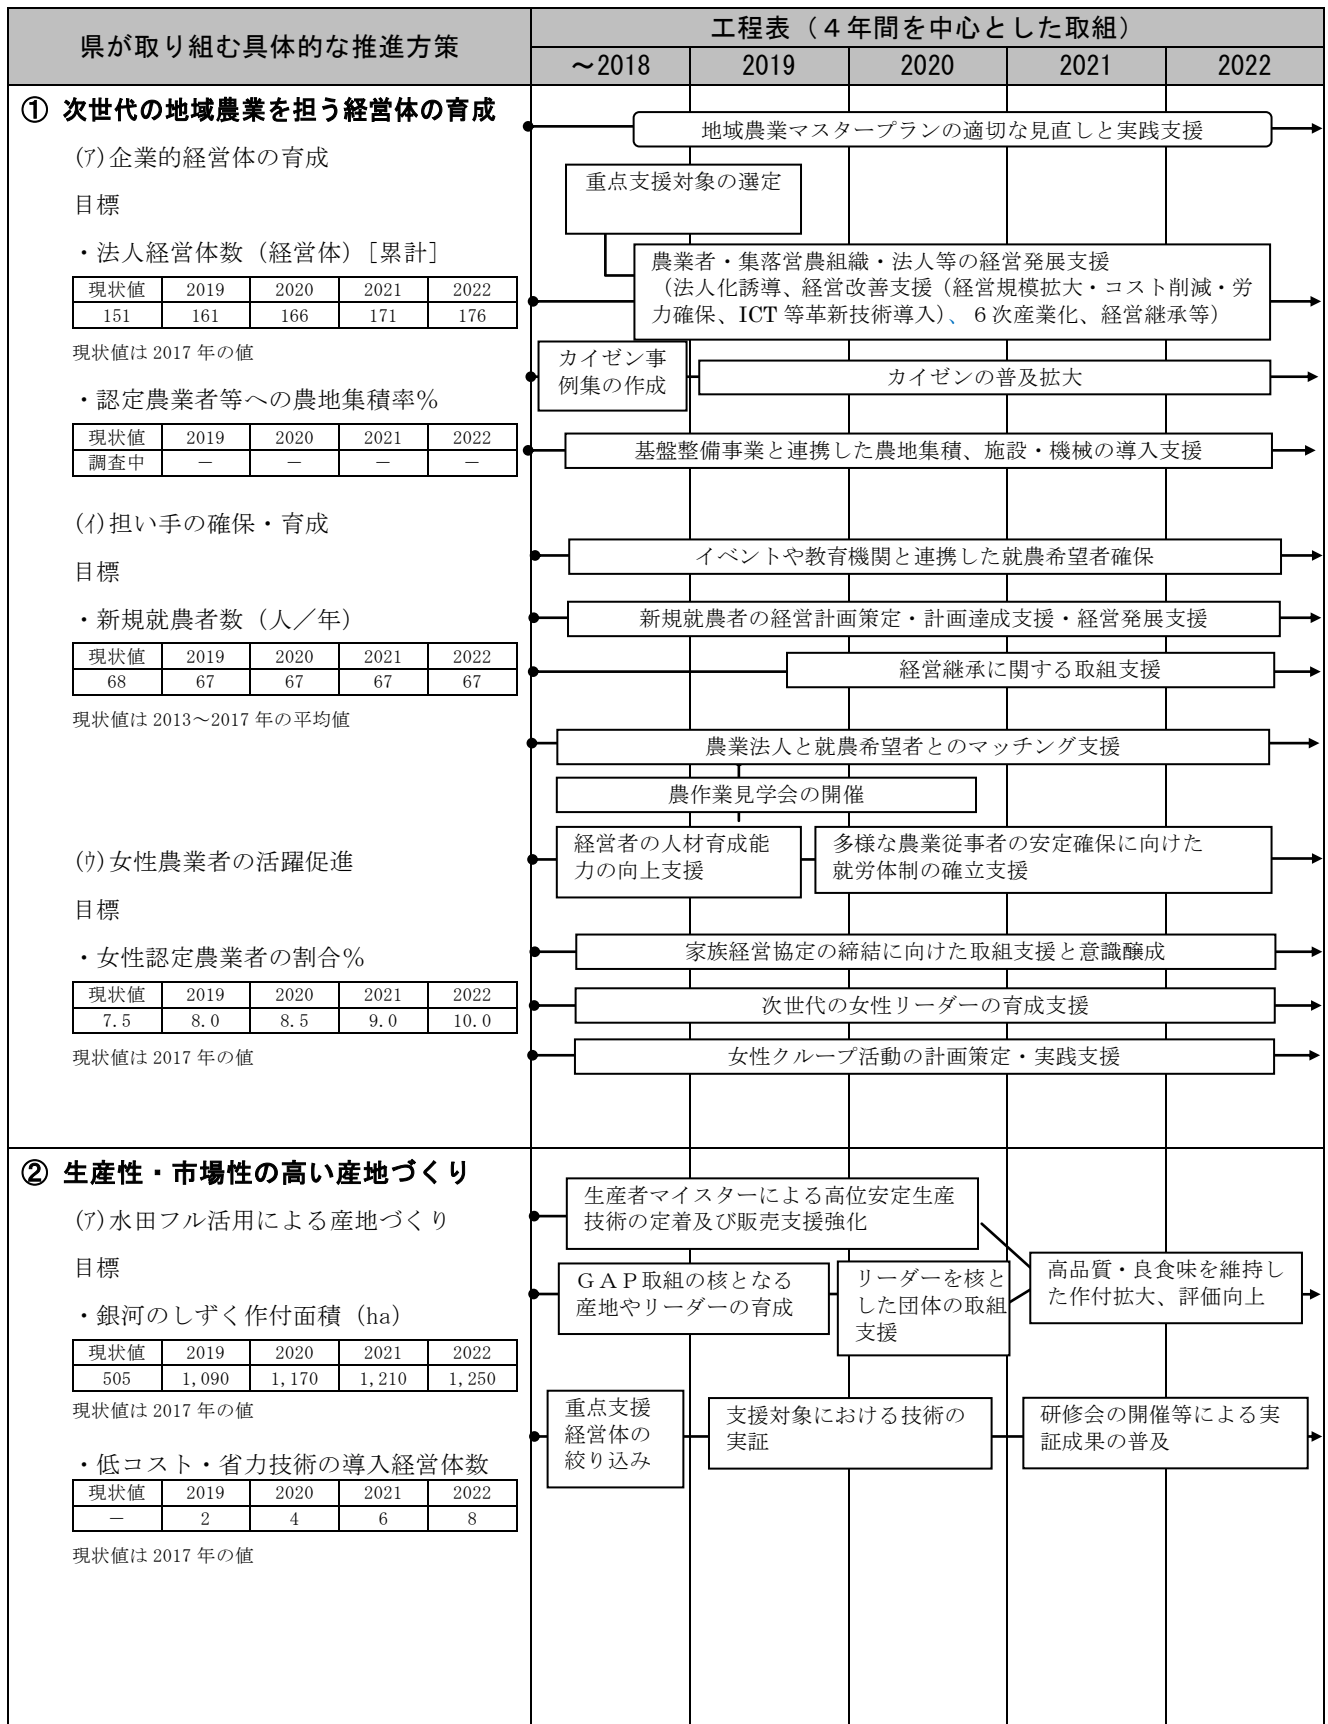 県が取り組む具体的な推進方策
工程表（４年間を中心とした取組）
～2018 2019 2020 2021 2022
① 次世代の地域農業を担う経営体の育成
(ｱ)企業的経営体の育成
目標
・法人経営体数（経営体）［累計］
現状値 2019 2020 2021 2022
151 161 166 171 176
現状値は 2017 年の値
・認定農業者等への農地集積率％
現状値 2019 2020 2021 2022
調査中 － － － －
地域農業マスタープランの適切な見直しと実践支援
重点支援対象の選定
農業者・集落営農組織・法人等の経営発展支援
（法人化誘導、経営改善支援（経営規模拡大・コスト削減・労
力確保、ICT 等革新技術導入）、６次産業化、経営継承等）
カイゼン事
例集の作成
カイゼンの普及拡大
基盤整備事業と連携した農地集積、施設・機械の導入支援
(ｲ)担い手の確保・育成
目標
・新規就農者数（人／年）
現状値 2019 2020 2021 2022
68 67 67 67 67
現状値は 2013～2017 年の平均値
イベントや教育機関と連携した就農希望者確保
新規就農者の経営計画策定・計画達成支援・経営発展支援
経営継承に関する取組支援
農業法人と就農希望者とのマッチング支援
農作業見学会の開催
経営者の人材育成能
力の向上支援
多様な農業従事者の安定確保に向けた
就労体制の確立支援
(ｳ)女性農業者の活躍促進
目標
・女性認定農業者の割合％
現状値 2019 2020 2021 2022
7.5 8.0 8.5 9.0 10.0
現状値は 2017 年の値
家族経営協定の締結に向けた取組支援と意識醸成
次世代の女性リーダーの育成支援
女性クループ活動の計画策定・実践支援
② 生産性・市場性の高い産地づくり
(ｱ)水田フル活用による産地づくり
目標
・銀河のしずく作付面積（ha）
現状値 2019 2020 2021 2022
505 1,090 1,170 1,210 1,250
現状値は 2017 年の値
・低コスト・省力技術の導入経営体数
現状値 2019 2020 2021 2022
－ 2 4 6 8
現状値は 2017 年の値
生産者マイスターによる高位安定生産
技術の定着及び販売支援強化
ＧＡＰ取組の核となる
産地やリーダーの育成
リーダーを核と
した団体の取組
支援
高品質・良食味を維持し
た作付拡大、評価向上
重点支援
経営体の
絞り込み
支援対象における技術の
実証
研修会の開催等による実
証成果の普及